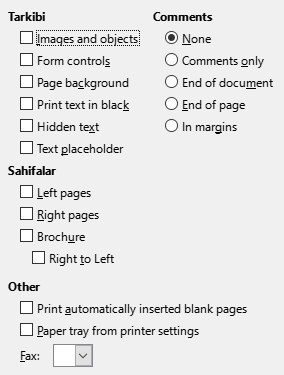 Tarkibi
Images and objects
Form controls
Page background
Print text in black
Hidden text
Text placeholder
Comments
None
Comments only
End of document
End of page
In margins
Sahifalar
Left pages
Right pages
Brochure
Right to Left
Other
Print automatically inserted blank pages
Paper tray from printer settings
Fax: